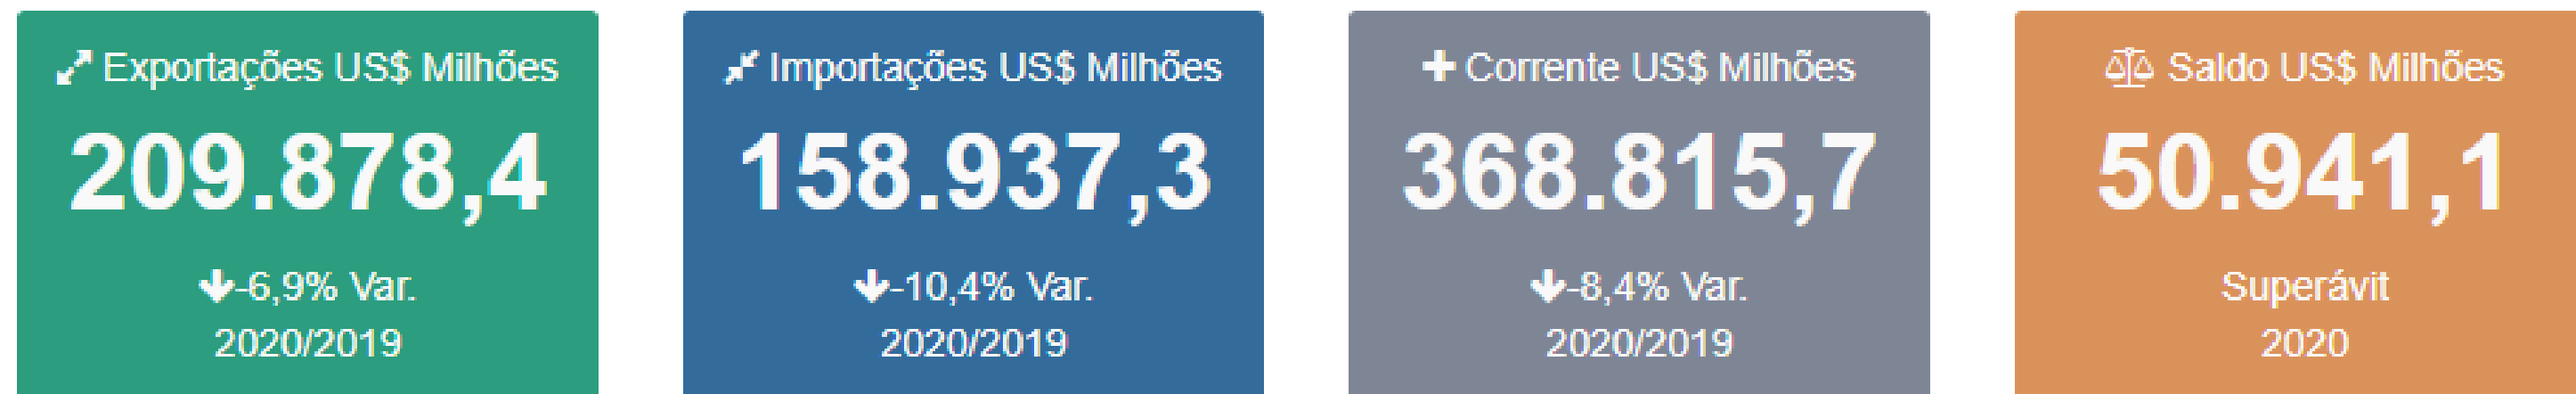 Exportações US$ Milhões
209.878,4
-6,9% Var.
2020/2019
Importações US$ Milhões
158.937,3
-10,4% Var.
2020/2019
Corrente US$ Milhões
368.815,7
-8,4% Var.
2020/2019
Saldo US$ Milhões
50.941,1
Superávit
2020